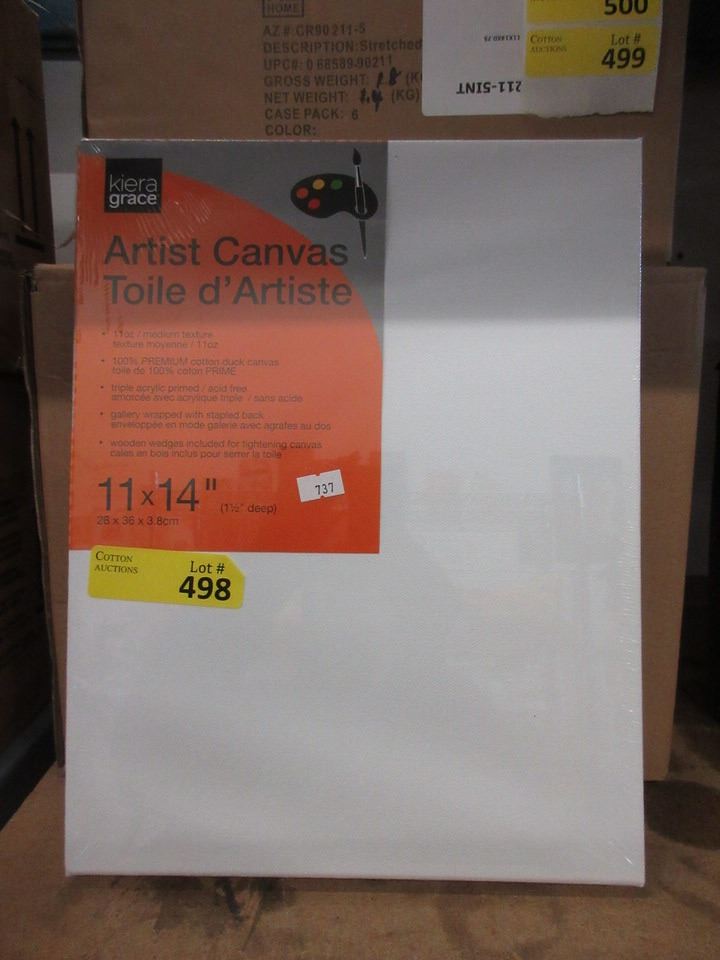 HOME
AZ #:CR90211-5
DESCRIPTION:Stretched
UPC#: 0 68589-90211
GROSS WEIGHT: 1.8 (K
NET WEIGHT: 1.4 (KG)
CASE PACK: 6
COLOR:
500
COTTON AUCTIONS
Lot #
499
211-5INT
kiera
grace
Artist Canvas
Toile d'Artiste
• 11oz / medium texture
texture moyenne / 11oz
• 100% PREMIUM cotton duck canvas
toile de 100% coton PRIME
• triple acrylic primed / acid free
amorcée avec acrylique triple / sans acide
• gallery wrapped with stapled back
enveloppée en mode galerie avec agrafes au dos
• wooden wedges included for tightening canvas
cales en bois inclus pour serrer la toile
737
11x14" (1½" deep)
28 x 36 x 3.8cm
COTTON
AUCTIONS
Lot #
498